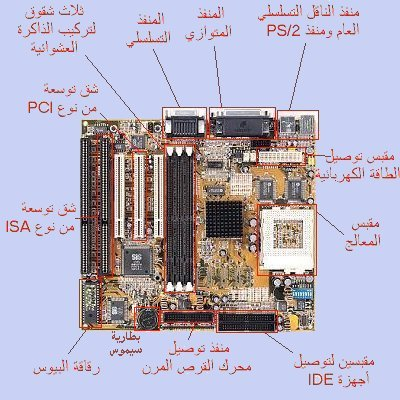 ثلاث شقوق
لتركيب الذاكرة
العشوائية
المنفذ
التسلسلي
المنفذ
المتوازي
منفذ الناقل التسلسلي
العام ومنفذ PS/2
شق توسعة
من نوع PCI
مقبس توصيل
الطاقة الكهربائية
شق توسعة
من نوع ISA
مقبس
المعالج
SiS
رقاقة البيوس
بطارية
سيموس
منفذ توصيل
محرك القرص المرن
مقبسين لتوصيل
أجهزة IDE